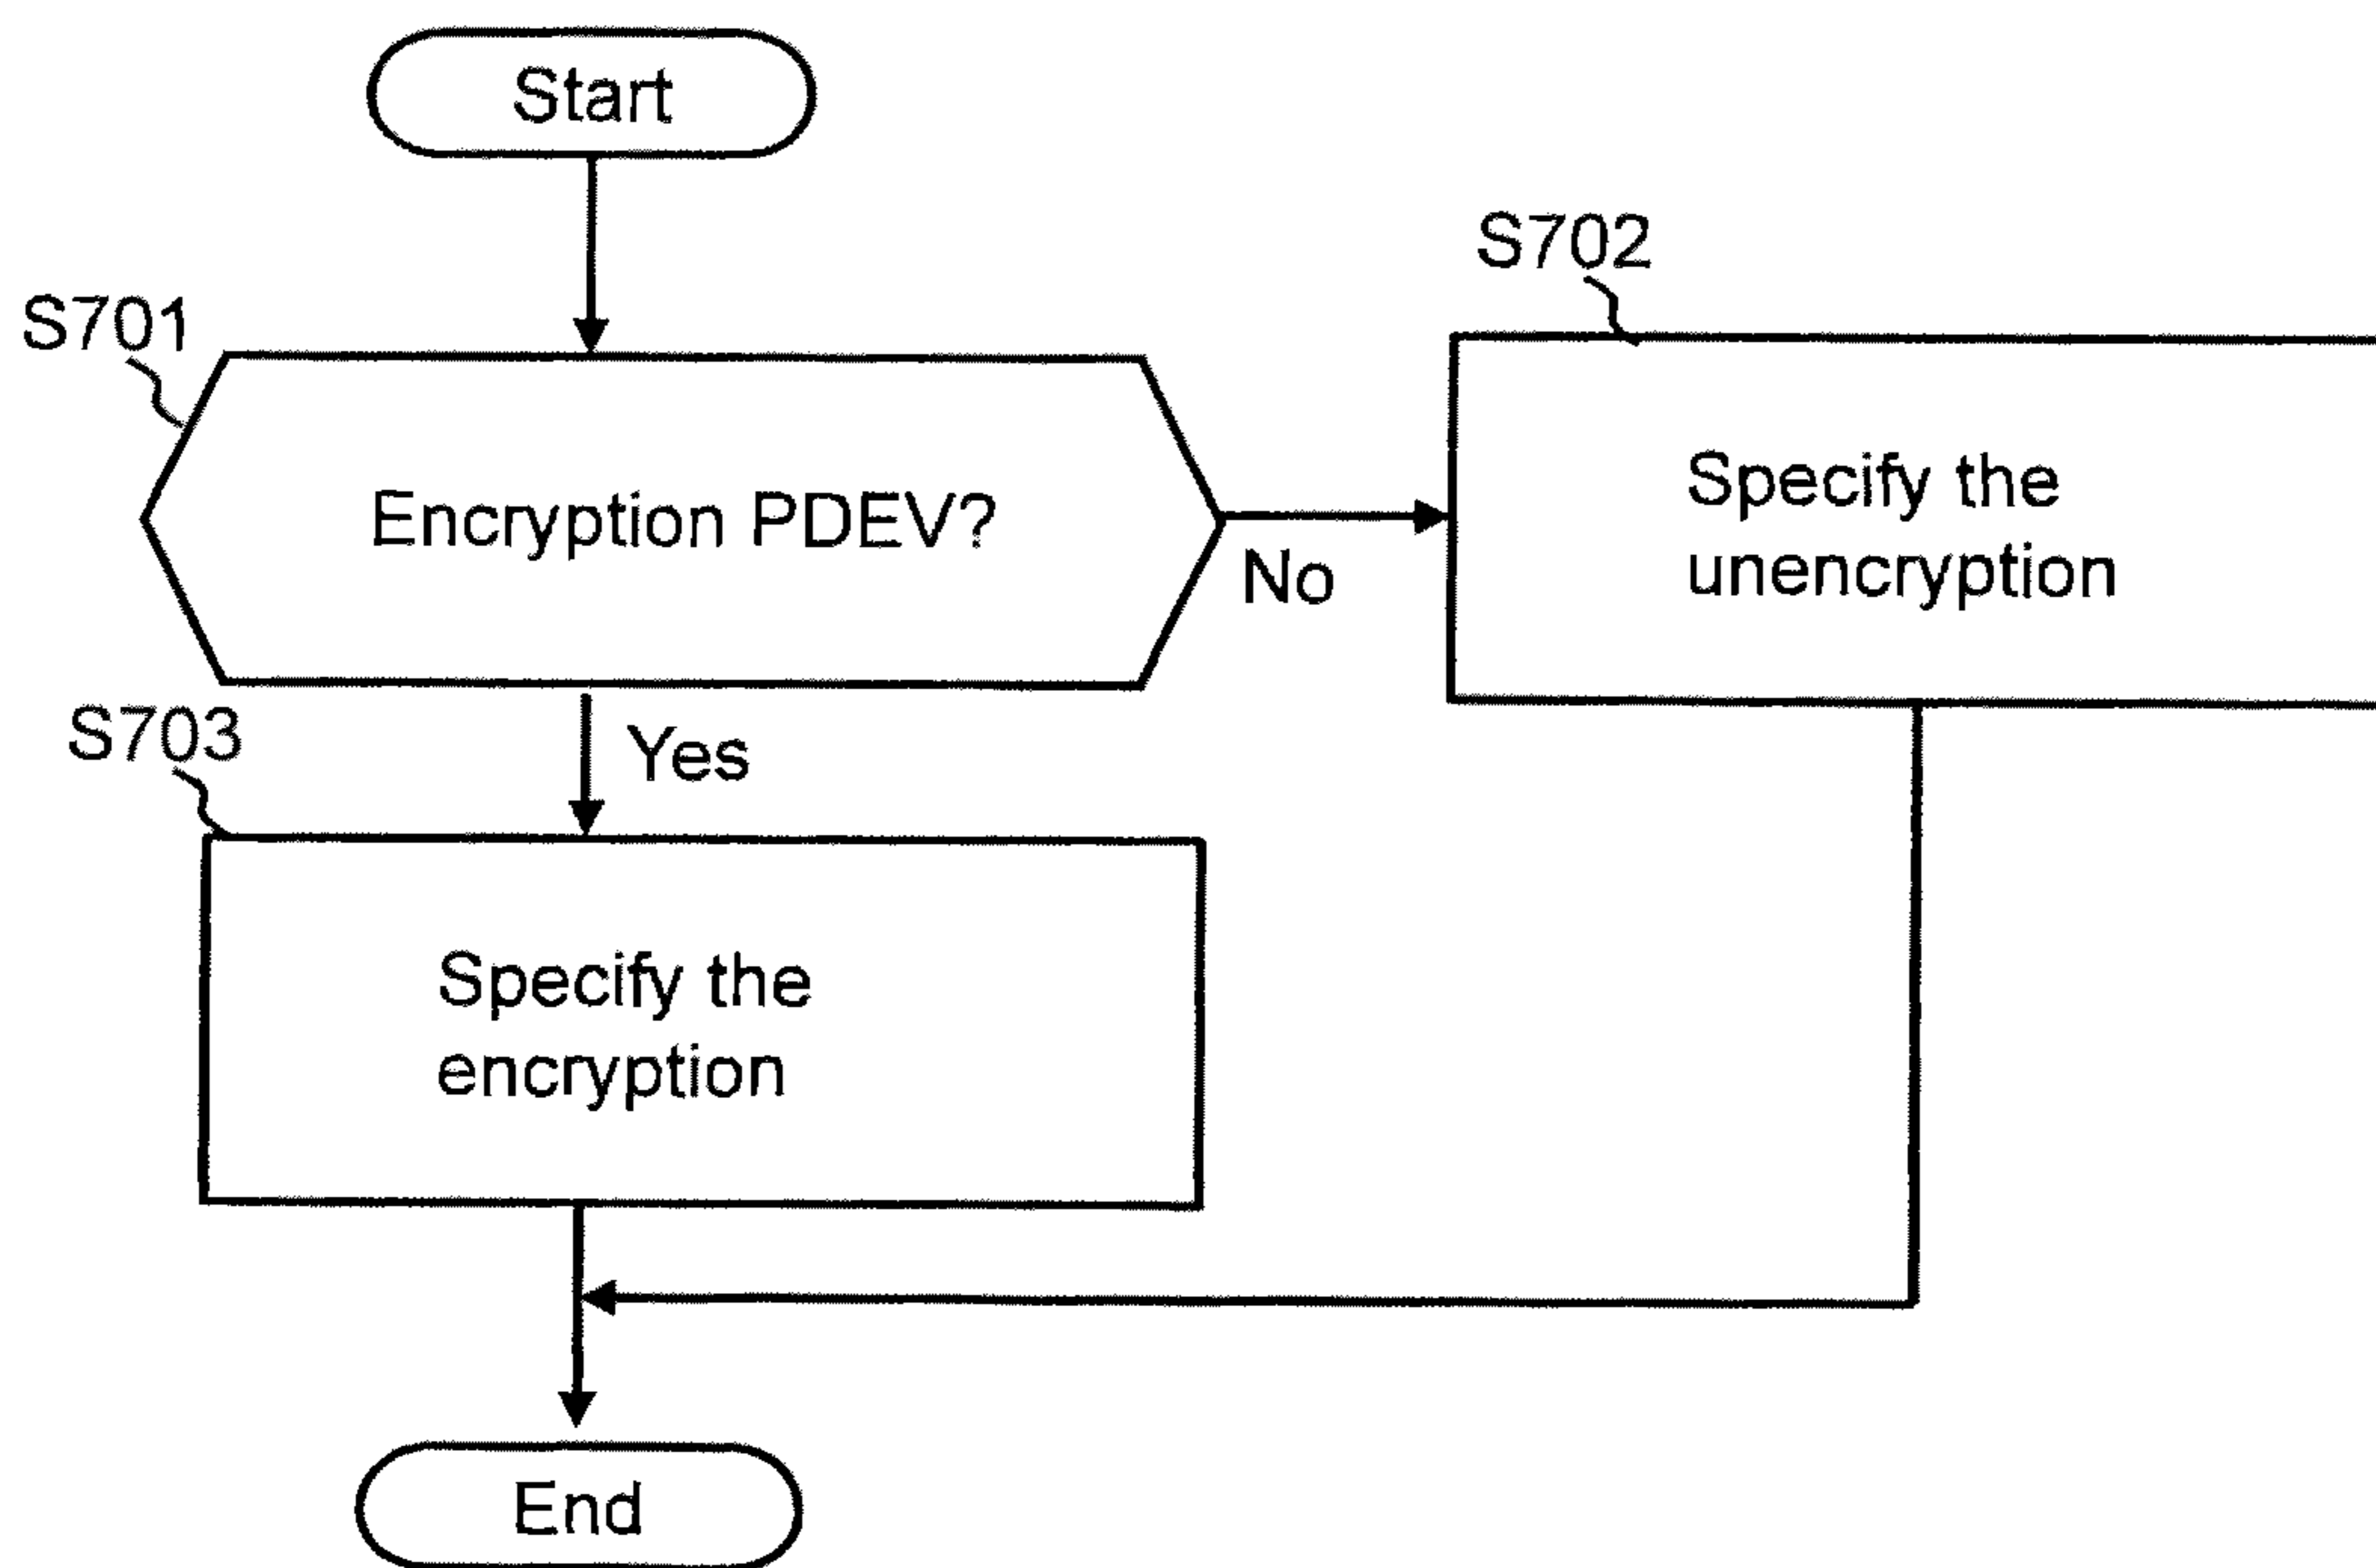 Start
S701
Encryption PDEV?
No
S702
Specify the
unencryption
Yes
S703
Specify the
encryption
End